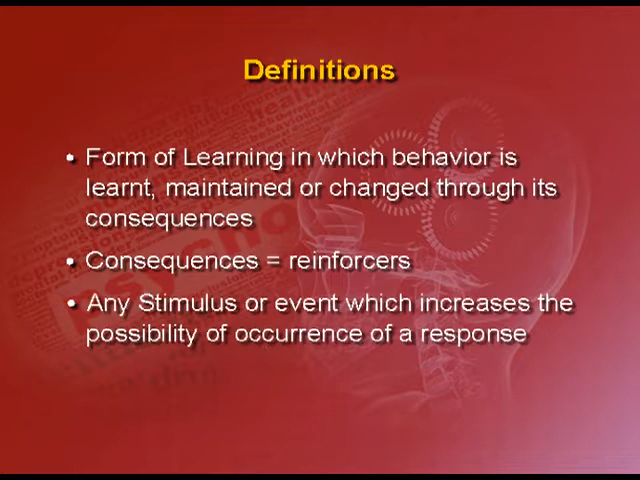 Definitions
• Form of Learning in which behavior is
learnt, maintained or changed through its
consequences
• Consequences = reinforcers
• Any Stimulus or event which increases the
possibility of occurrence of a response